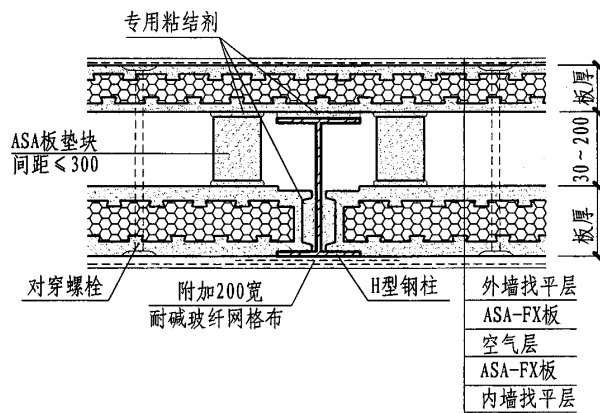 专用粘结剂
板厚
ASA板垫块
间距≤300
30~200
板厚
对穿螺栓
附加200宽
耐碱玻纤网格布
H型钢柱
外墙找平层
ASA-FX板
空气层
ASA-FX板
内墙找平层